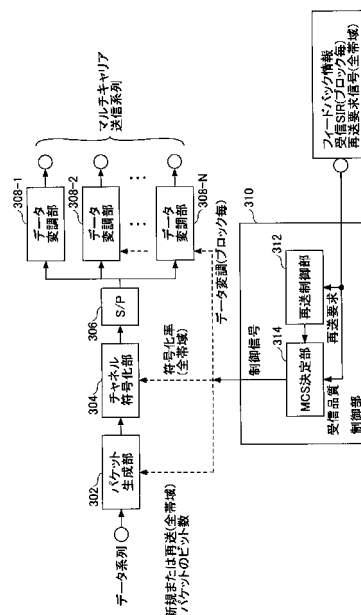 データ系列
302
パケット
生成部
304
チャネル
符号化部
306
S/P
308-1
データ
変調部
308-2
データ
変調部
308-N
データ
変調部
マルチキャリア
送信系列
新規または再送(全帯域)
パケットのビット数
符号化率
(全帯域)
データ変調(ブロック毎)
制御信号
310
312
再送制御部
314
MCS決定部
再送要求
受信品質
制御部
フィードバック情報
受信SIR(ブロック毎)
再送要求信号(全帯域)